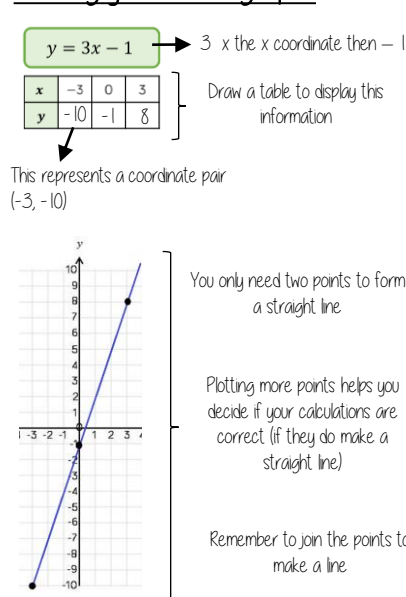 y = 3x − 1
3 x the x coordinate then − 1
x −3 0 3
y -10 -1 8
Draw a table to display this
information
This represents a coordinate pair
(-3, -10)
y
10
9
8
7
6
5
4
3
2
1
0
-3 -2 -1 1 2 3
-1
-2
-3
-4
-5
-6
-7
-8
-9
-10
You only need two points to form
a straight line
Plotting more points helps you
decide if your calculations are
correct (if they do make a
straight line)
Remember to join the points to
make a line